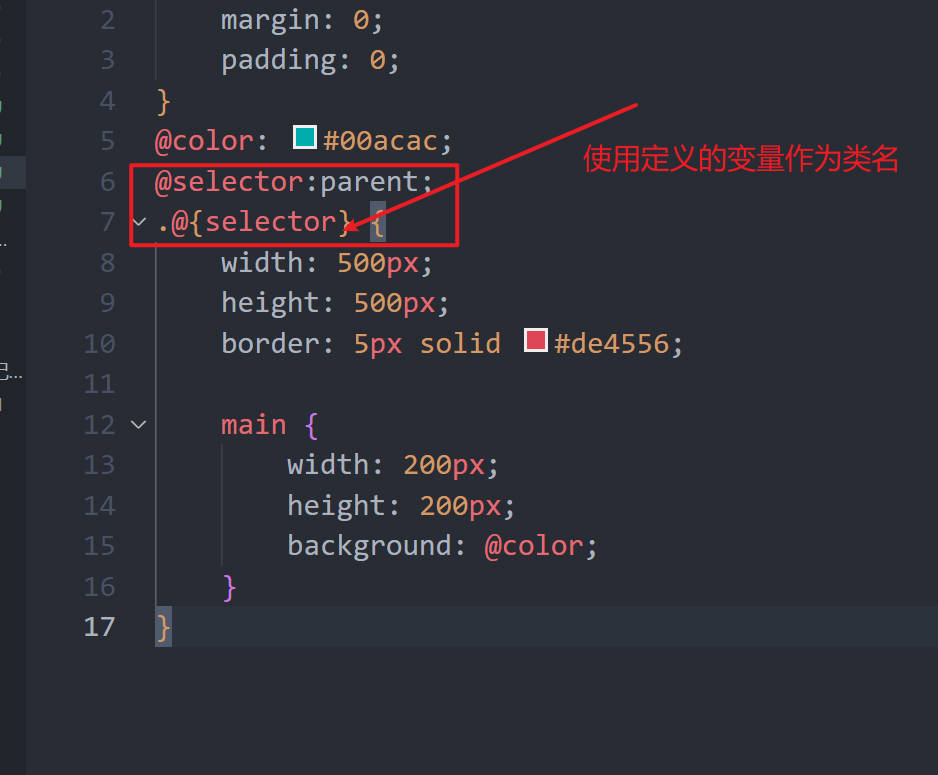 2 margin: 0;
3 padding: 0;
4 }
5 @color: #00acac;
6 @selector:parent;
使用定义的变量作为类名
7 .@{selector} {
8 width: 500px;
9 height: 500px;
10 border: 5px solid #de4556;
11
12 main {
13 width: 200px;
14 height: 200px;
15 background: @color;
16 }
17 }